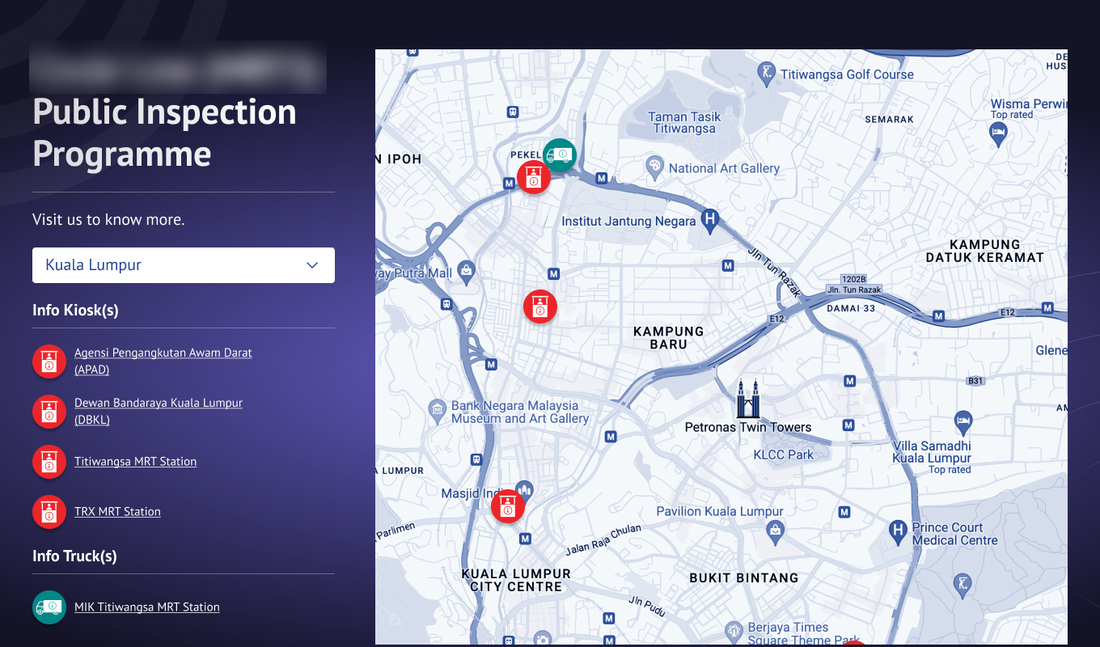 Public Inspection
Programme
Visit us to know more.
Kuala Lumpur
Info Kiosk(s)
Agensi Pengangkutan Awam Darat
(APAD)
Dewan Bandaraya Kuala Lumpur
(DBKL)
Titiwangsa MRT Station
TRX MRT Station
Info Truck(s)
MIK Titiwangsa MRT Station
Titiwangsa Golf Course
DE
HUS
Wisma Perwir
Top rated
Taman Tasik
Titiwangsa
SEMARAK
N IPOH
PEKEL
National Art Gallery
M
M
Institut Jantung Negara
H
KAMPUNG
DATUK KERAMAT
way Putra Mall
M
M
Jln Tun Razak
1202B
Jln. Tun Razak
DAMAI 33
E12
M
E12
M
KAMPUNG
BARU
Glene
M
B31
Bank Negara Malaysia
Museum and Art Gallery
Petronas Twin Towers
AM
M
M
KLCC Park
Villa Samadhi
Kuala Lumpur
Top rated
A LUMPUR
Masjid Indi
Pavilion Kuala Lumpur
M
Parlimen
Jalan Raja Chulan
H
Prince Court
Medical Centre
M
KUALA LUMPUR
CITY CENTRE
BUKIT BINTANG
Jln Pudu
M
Berjaya Times
Square Theme Park
M